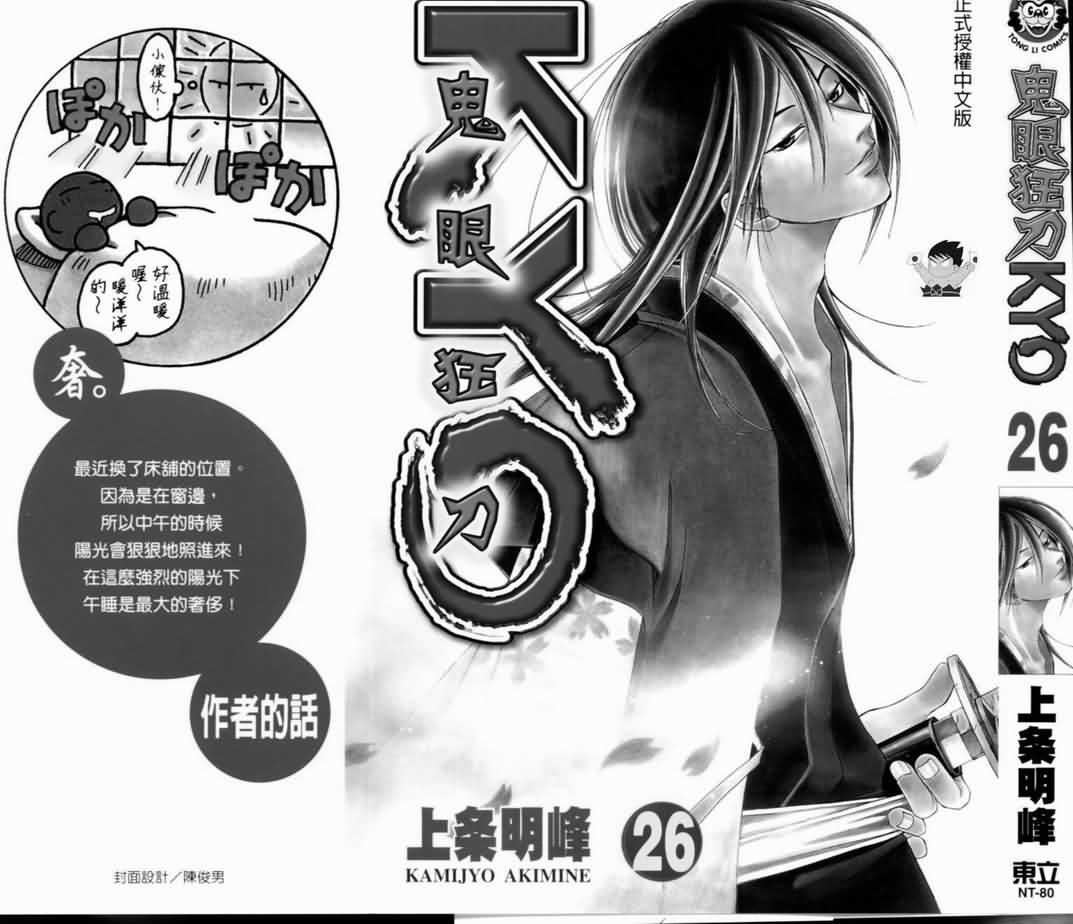 小傢伙！
ぽか
ぽか
好溫暖
喔～
暖洋洋
的～
奢。
最近換了床舖的位置。
因為是在窗邊，
所以中午的時候
陽光會狠狠地照進來！
在這麼強烈的陽光下
午睡是最大的奢侈！
作者的話
封面設計／陳俊男
KYO
鬼眼狂刀
上条明峰
KAMIJYO AKIMINE
26
正式授權中文版
TONG LI COMICS
鬼眼狂刀KYO
26
上条明峰
東立
NT-80